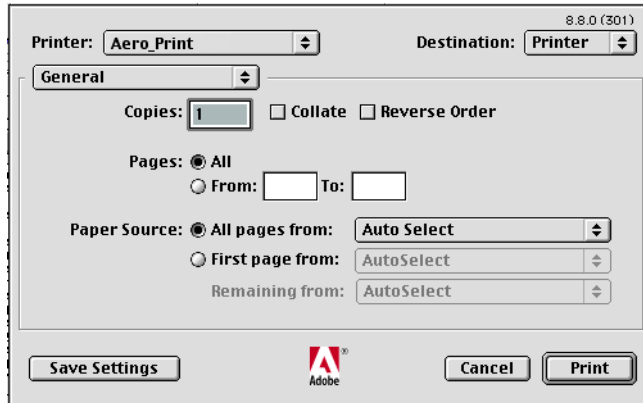 8.8.0 (301)
Printer: Aero_Print Destination: Printer
General
Copies: 1 Collate Reverse Order
Pages: All
From: To:
Paper Source: All pages from: Auto Select
First page from: AutoSelect
Remaining from: AutoSelect
Save Settings Adobe® Cancel Print